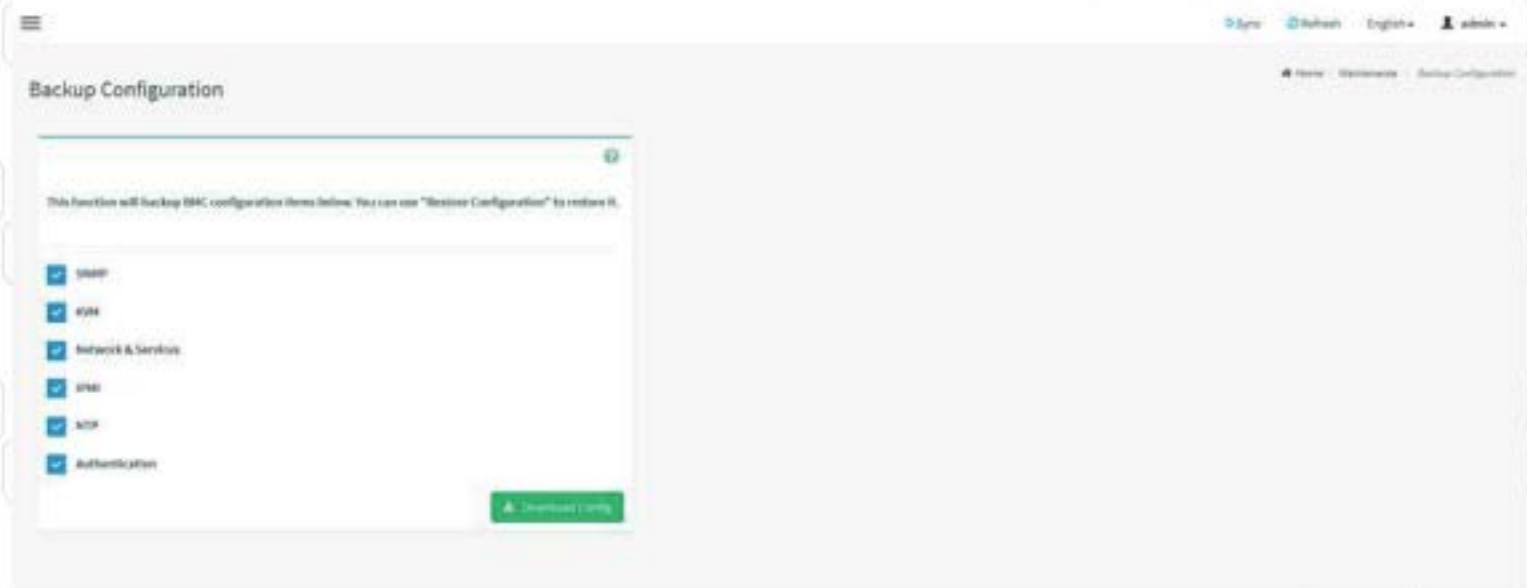 Sync Refresh English admin
Home Maintenance Backup Configuration
Backup Configuration
This function will backup BMC configuration items below. You can use "Restore Configuration" to restore it.
SNMP
KVM
Network & Services
IPMI
NTP
Authentication
Download Config